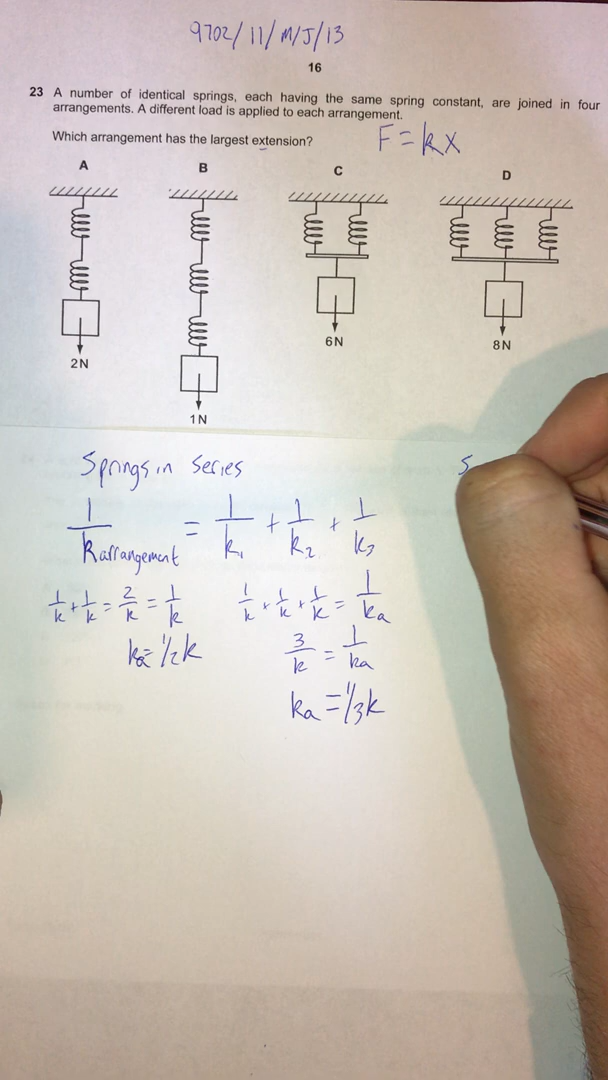 9702/11/M/J/13
16
23 A number of identical springs, each having the same spring constant, are joined in four
arrangements. A different load is applied to each arrangement.
Which arrangement has the largest extension?
F = kx
A B C D
2N
1N
6N
8N
Springs in series
S
1/k arrangement = 1/k₁ + 1/k₂ + 1/k₃
1/k + 1/k = 2/k = 1/k
ka = 1/2k
1/k + 1/k + 1/k = 1/ka
3/k = 1/ka
ka = 1/3k